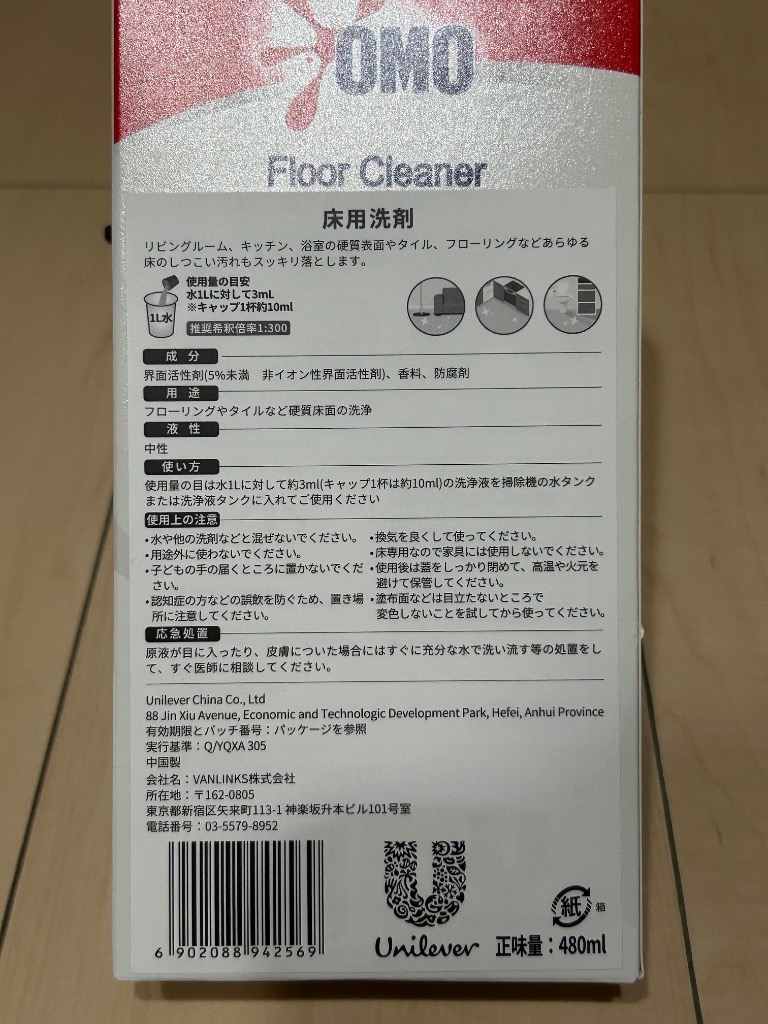 OMO
Floor Cleaner
床用洗剤
リビングルーム、キッチン、浴室の硬質表面やタイル、フローリングなどあらゆる
床のしつこい汚れもスッキリ落とします。
使用量の目安
水1Lに対して3mL
※キャップ1杯約10ml
1L水
推奨希釈倍率1:300
成 分
界面活性剤(5%未満 非イオン性界面活性剤)、香料、防腐剤
用 途
フローリングやタイルなど硬質床面の洗浄
液 性
中性
使い方
使用量の目は水1Lに対して約3ml(キャップ1杯は約10ml)の洗浄液を掃除機の水タンク
または洗浄液タンクに入れてご使用ください
使用上の注意
•水や他の洗剤などと混ぜないでください。
•用途外に使わないでください。
•子どもの手の届くところに置かないでくだ
さい。
•認知症の方などの誤飲を防ぐため、置き場
所に注意してください。
•換気を良くして使ってください。
•床専用なので家具には使用しないでください。
•使用後は蓋をしっかり閉めて、高温や火元を
避けて保管してください。
•塗布面などは目立たないところで
変色しないことを試してから使ってください。
応急処置
原液が目に入ったり、皮膚についた場合にはすぐに充分な水で洗い流す等の処置をし
て、すぐ医師に相談してください。
Unilever China Co., Ltd
88 Jin Xiu Avenue, Economic and Technologic Development Park, Hefei, Anhui Province
有効期限とバッチ番号：パッケージを参照
実行基準：Q/YQXA 305
中国製
会社名：VANLINKS株式会社
所在地：〒162-0805
東京都新宿区矢来町113-1 神楽坂升本ビル101号室
電話番号：03-5579-8952
6 902088 942569
Unilever
紙 箱
正味量：480ml